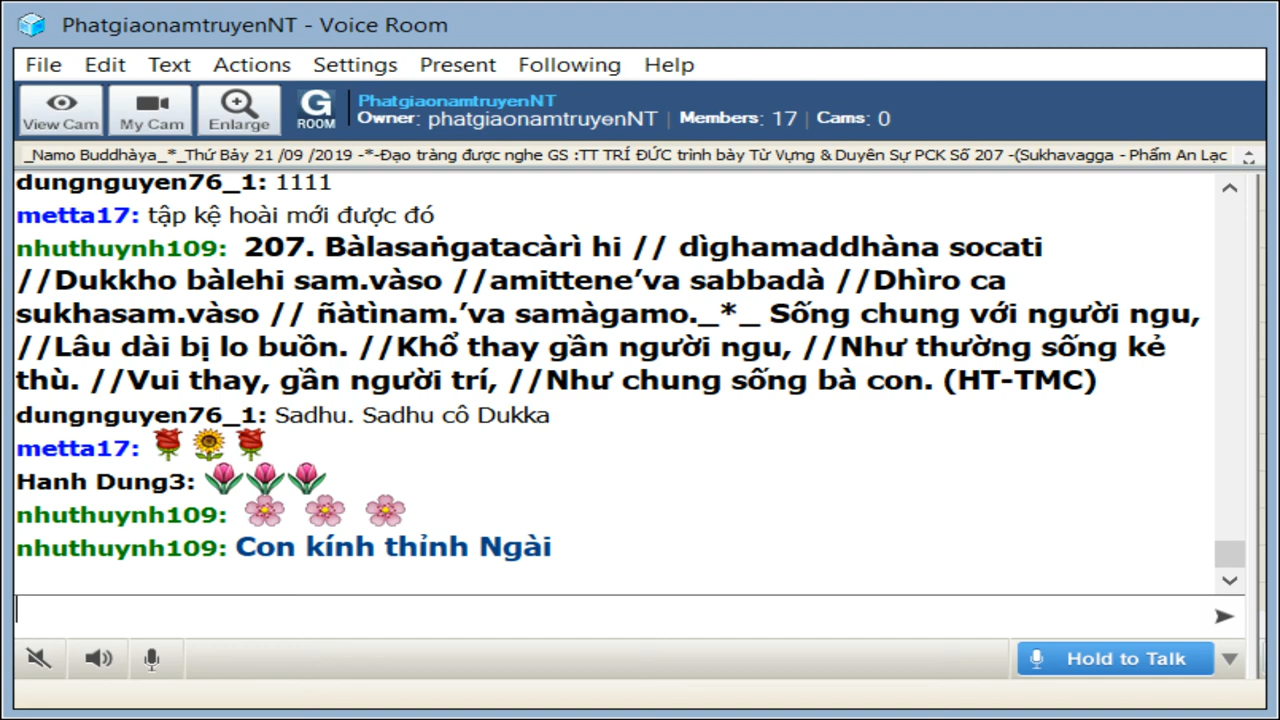 PhatgiaonamtruyenNT - Voice Room
File Edit Text Actions Settings Present Following Help
View Cam My Cam Enlarge G ROOM PhatgiaonamtruyenNT
Owner: phatgiaonamtruyenNT | Members: 17 | Cams: 0
_Namo Buddhàya_*_Thứ Bảy 21 /09 /2019 -*-Đạo tràng được nghe GS :TT TRÍ ĐỨC trình bày Từ Vựng & Duyên Sự PCK Số 207 -(Sukhavagga - Phẩm An Lạc
dungnguyen76_1: 1111
metta17: tập kệ hoài mới được đó
nhuthuynh109: 207. Bàlasaṅgatacàrì hi // dìghamaddhàna socati
//Dukkho bàlehi sam.vàso //amittene’va sabbadà //Dhìro ca
sukhasam.vàso // ñàtìnam.’va samàgamo._*_ Sống chung với người ngu,
//Lâu dài bị lo buồn. //Khổ thay gần người ngu, //Như thường sống kẻ
thù. //Vui thay, gần người trí, //Như chung sống bà con. (HT-TMC)
dungnguyen76_1: Sadhu. Sadhu cô Dukka
metta17:
Hanh Dung3:
nhuthuynh109:
nhuthuynh109: Con kính thỉnh Ngài
Hold to Talk